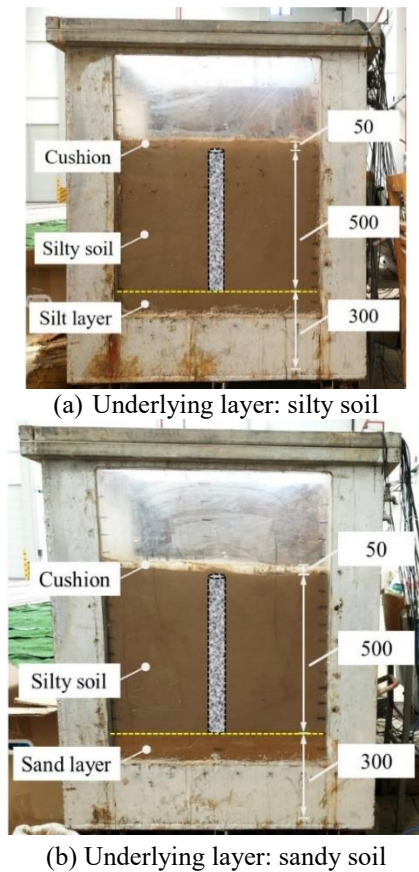 50
Cushion
500
Silty soil
Silt layer
300
(a) Underlying layer: silty soil
50
Cushion
500
Silty soil
Sand layer
300
(b) Underlying layer: sandy soil